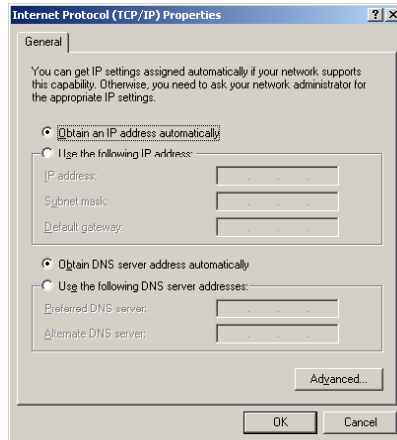 Internet Protocol (TCP/IP) Properties
General
You can get IP settings assigned automatically if your network supports
this capability. Otherwise, you need to ask your network administrator for
the appropriate IP settings.
Obtain an IP address automatically
Use the following IP address:
IP address:
Subnet mask:
Default gateway:
Obtain DNS server address automatically
Use the following DNS server addresses:
Preferred DNS server:
Alternate DNS server:
Advanced...
OK Cancel